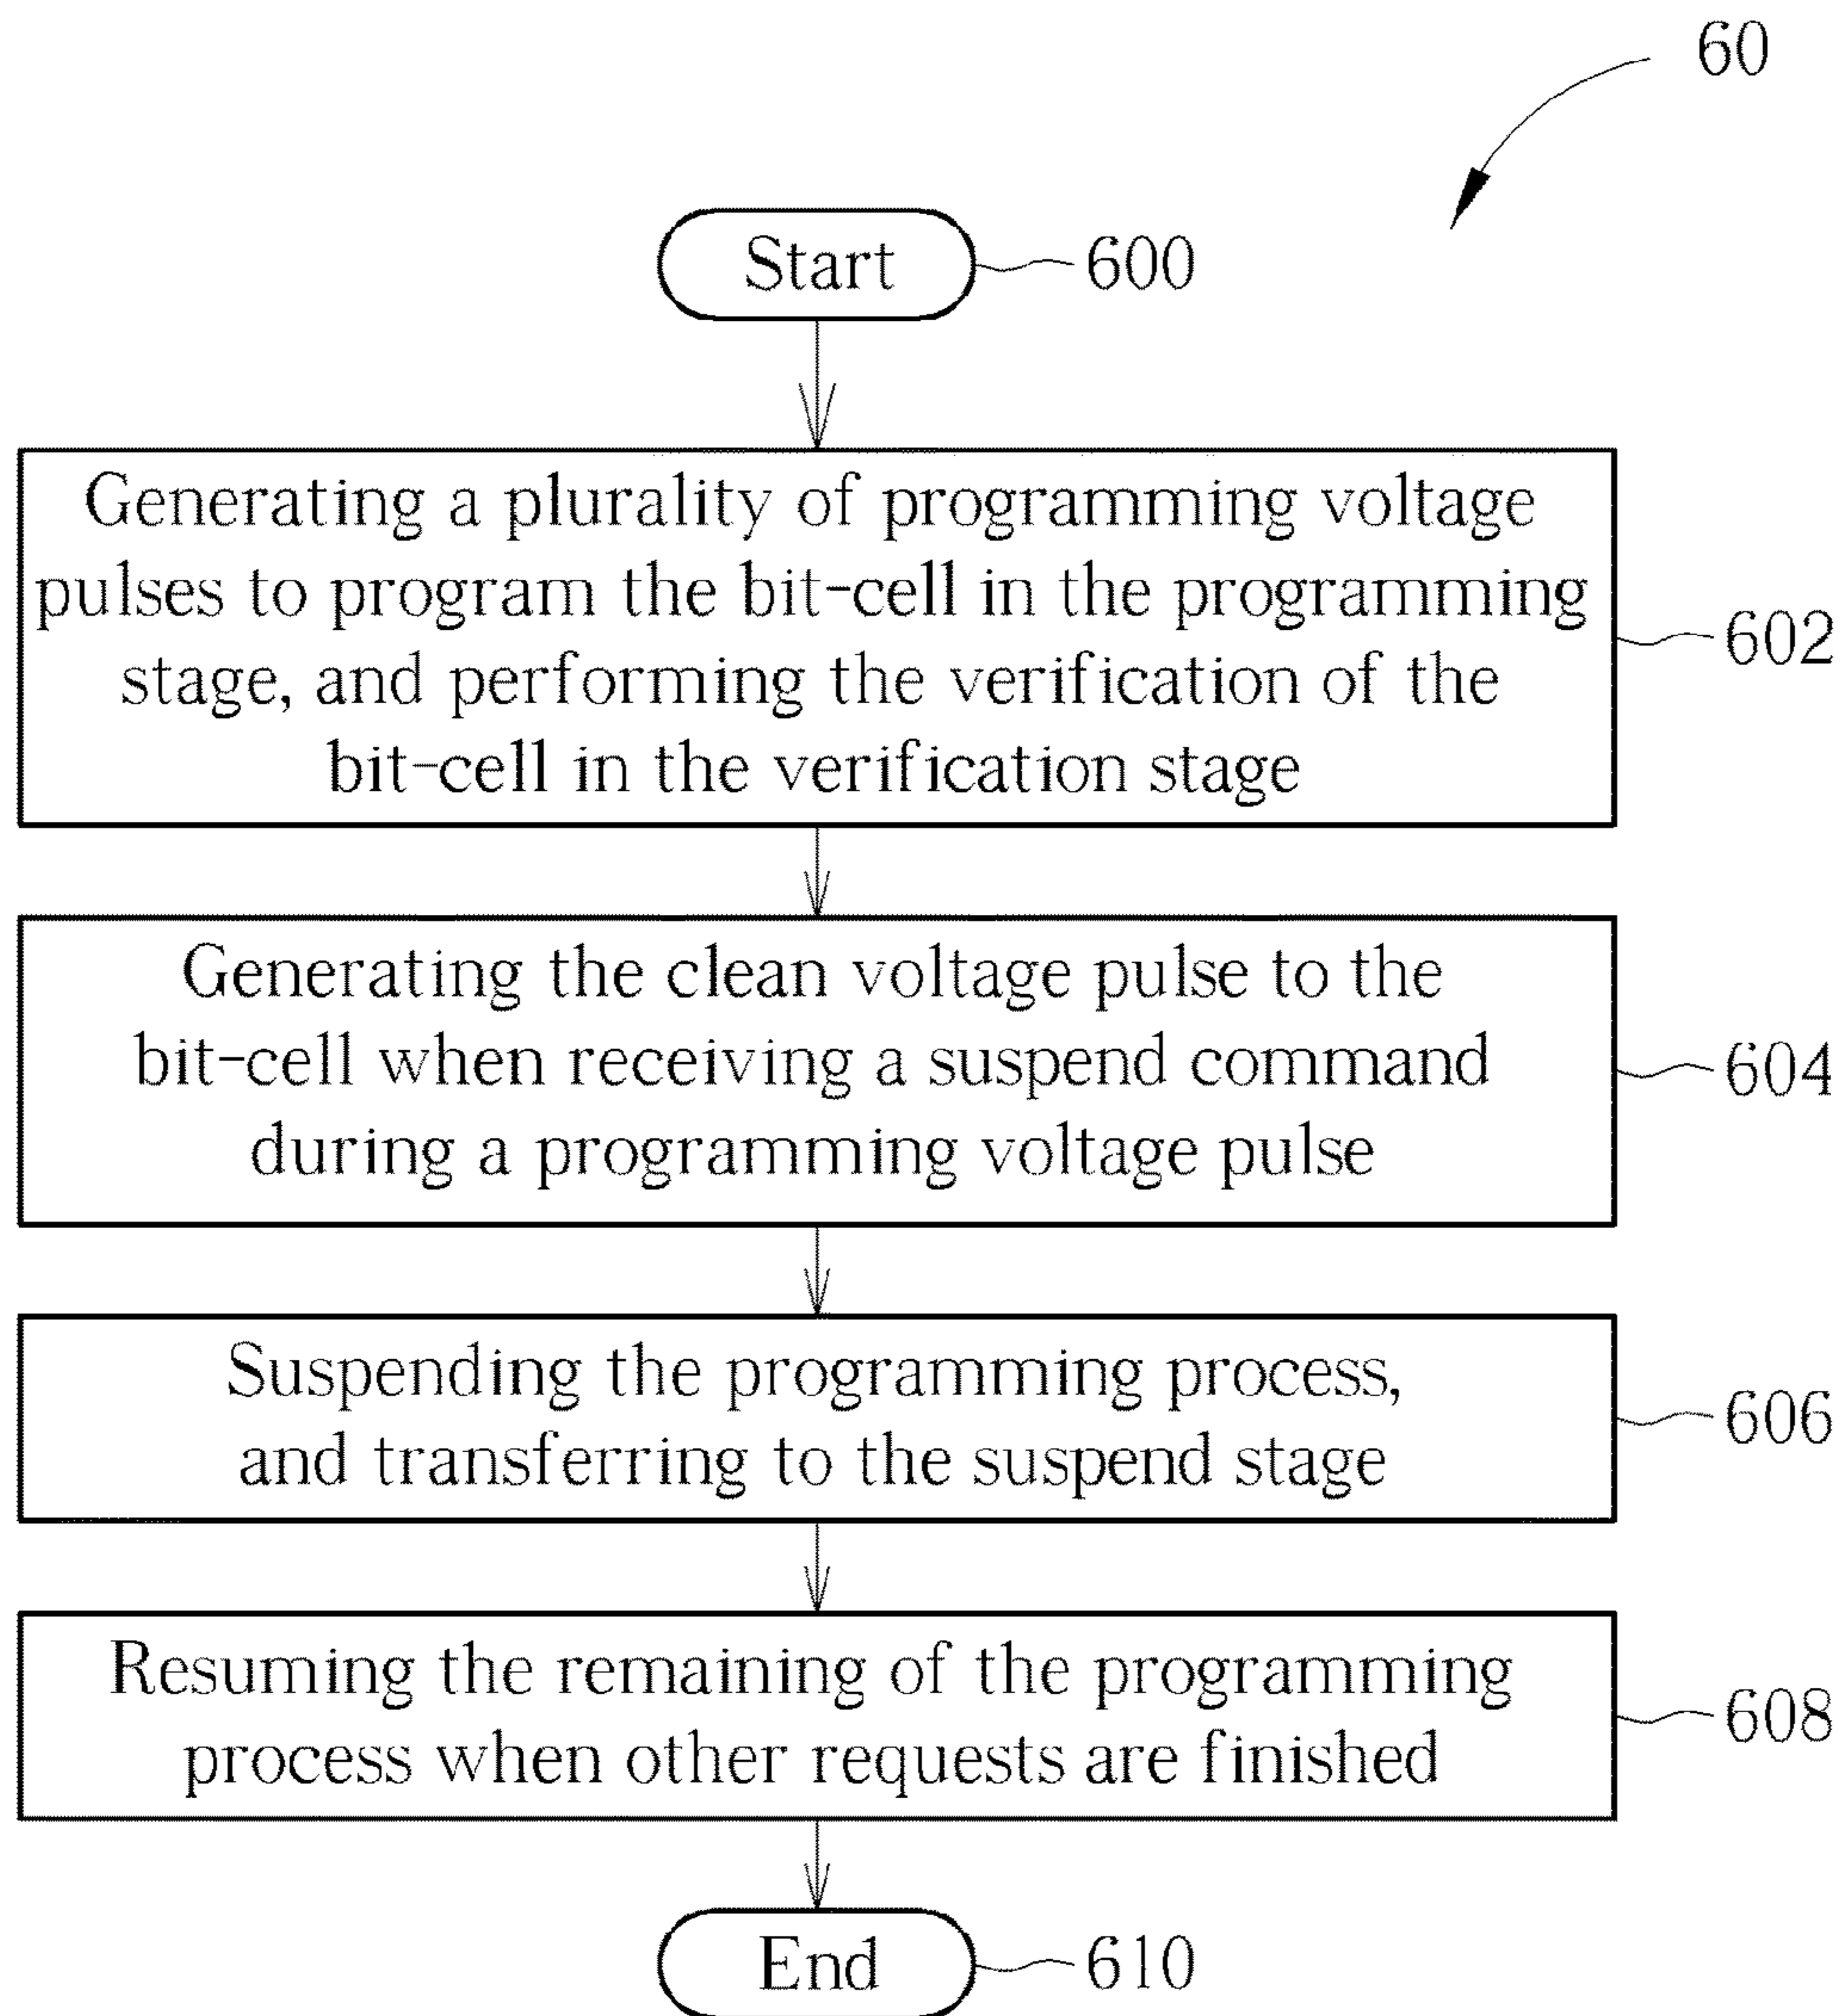 60
Start
600
Generating a plurality of programming voltage
pulses to program the bit-cell in the programming
stage, and performing the verification of the
bit-cell in the verification stage
602
Generating the clean voltage pulse to the
bit-cell when receiving a suspend command
during a programming voltage pulse
604
Suspending the programming process,
and transferring to the suspend stage
606
Resuming the remaining of the programming
process when other requests are finished
608
End
610